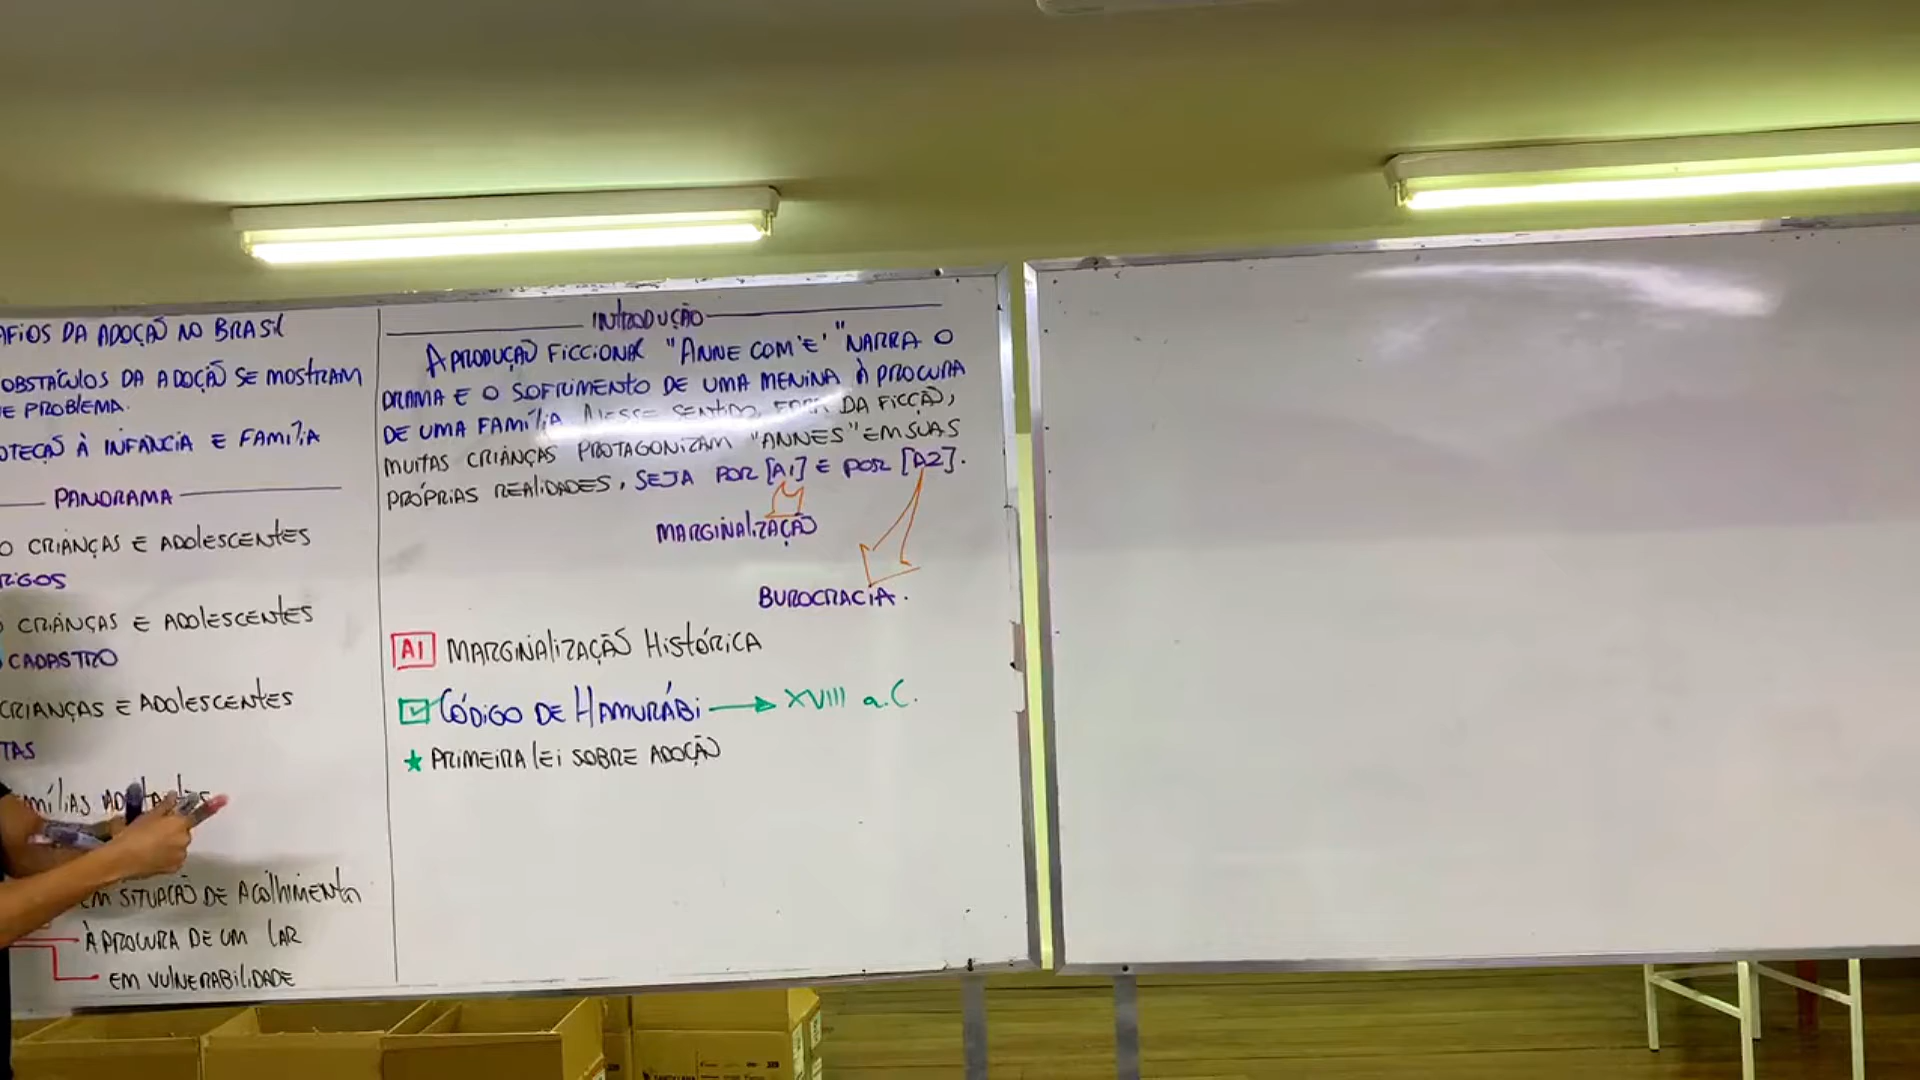 AFIOS DA ADOÇÃO NO BRASIL
OBSTÁCULOS DA ADOÇÃO SE MOSTRAM
E PROBLEMA.
OTEÇÃO À INFÂNCIA E FAMÍLIA
PANORAMA
O CRIANÇAS E ADOLESCENTES
RIGOS
O CRIANÇAS E ADOLESCENTES
CADASTRO
CRIANÇAS E ADOLESCENTES
TAS
MÍLIAS
EM SITUAÇÃO DE ACOLHIMENTO
À PROCURA DE UM LAR
EM VULNERABILIDADE
INTRODUÇÃO
A PRODUÇÃO FICCIONAL "ANNE COM 'E'" NARRA O
DRAMA E O SOFRIMENTO DE UMA MENINA À PROCURA
DE UMA FAMÍLIA. NESSE SENTIDO, FORA DA FICÇÃO,
MUITAS CRIANÇAS PROTAGONIZAM "ANNES" EM SUAS
PRÓPRIAS REALIDADES, SEJA POR [A1] E POR [A2].
MARGINALIZAÇÃO
BUROCRACIA.
A1 MARGINALIZAÇÃO HISTÓRICA
CÓDIGO DE HAMURÁBI → XVIII a.C.
★ PRIMEIRA LEI SOBRE ADOÇÃO